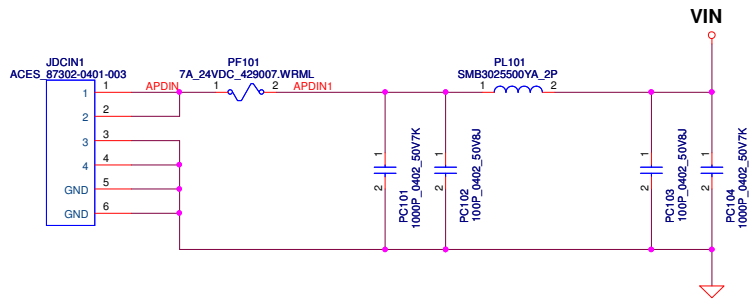 VIN
JDCIN1
ACES_87302-0401-003
PF101
7A_24VDC_429007.WRML
PL101
SMB3025500YA_2P
1 1 APDIN 1 2 APDIN1 1 2
2 2
3 3
4 4
GND 5
GND 6
1 2 PC101 1000P_0402_50V7K
1 2 PC102 100P_0402_50V8J
1 2 PC103 100P_0402_50V8J
1 2 PC104 1000P_0402_50V7K